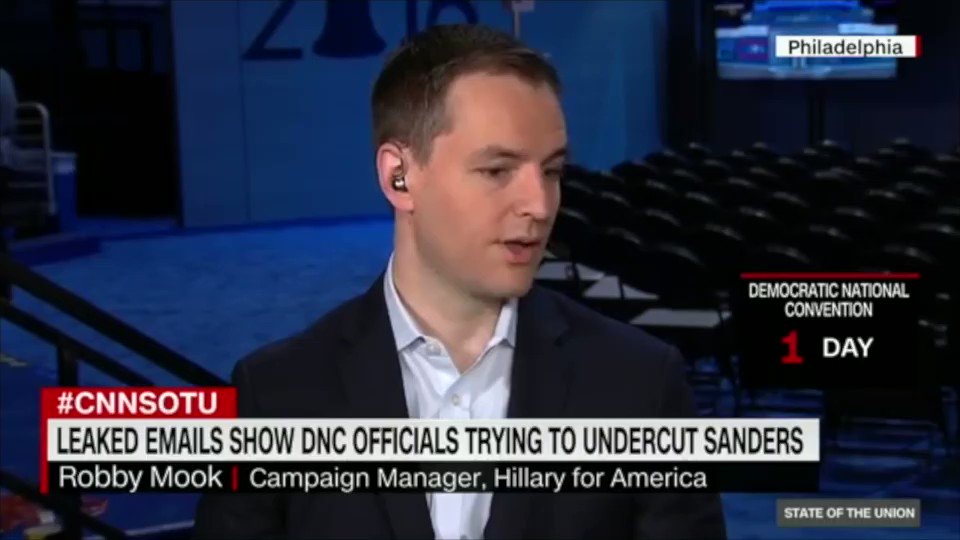 2016
Philadelphia
DEMOCRATIC NATIONAL
CONVENTION
1 DAY
#CNNSOTU
LEAKED EMAILS SHOW DNC OFFICIALS TRYING TO UNDERCUT SANDERS
Robby Mook | Campaign Manager, Hillary for America
STATE OF THE UNION